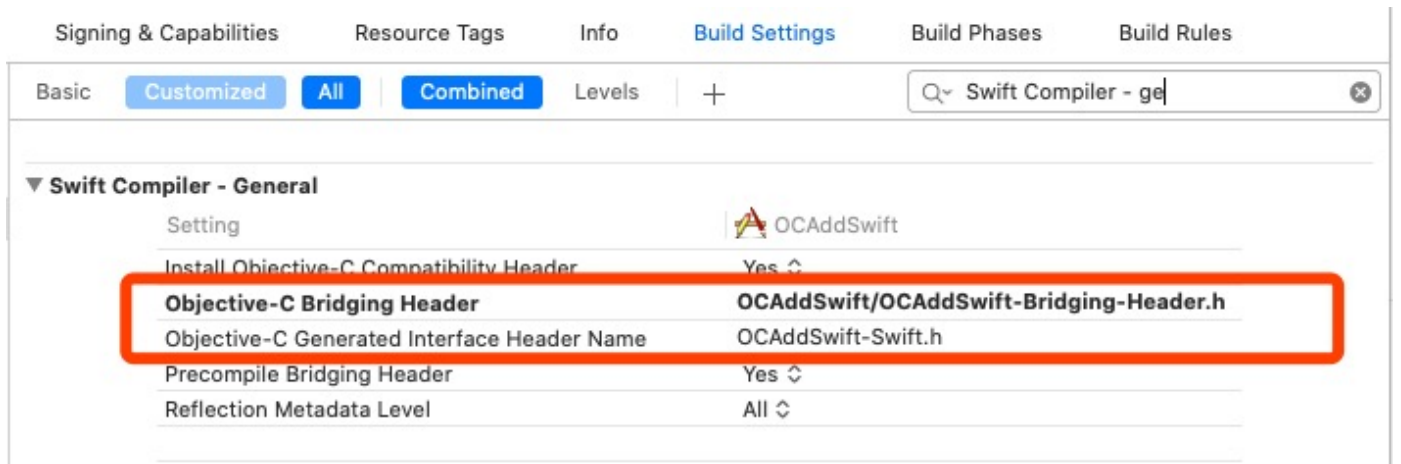 Signing & Capabilities Resource Tags Info Build Settings Build Phases Build Rules
Basic Customized All Combined Levels + Swift Compiler - ge
Swift Compiler - General
Setting OCAddSwift
Install Objective-C Compatibility Header Yes
Objective-C Bridging Header OCAddSwift/OCAddSwift-Bridging-Header.h
Objective-C Generated Interface Header Name OCAddSwift-Swift.h
Precompile Bridging Header Yes
Reflection Metadata Level All